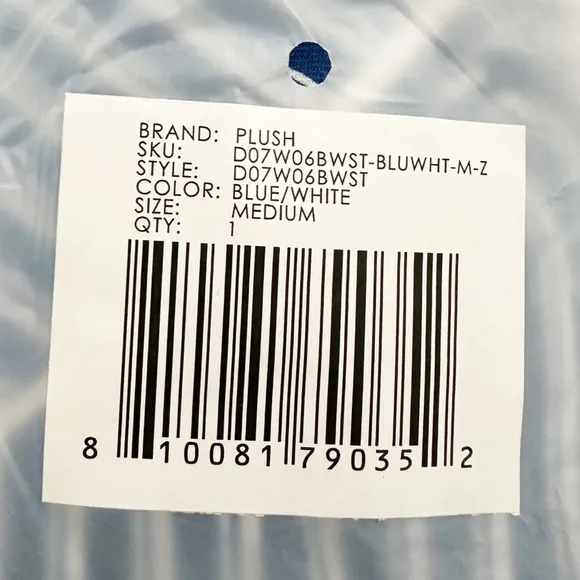 BRAND: PLUSH
SKU: D07W06BWST-BLUWHT-M-Z
STYLE: D07W06BWST
COLOR: BLUE/WHITE
SIZE: MEDIUM
QTY: 1
8 10081 79035 2